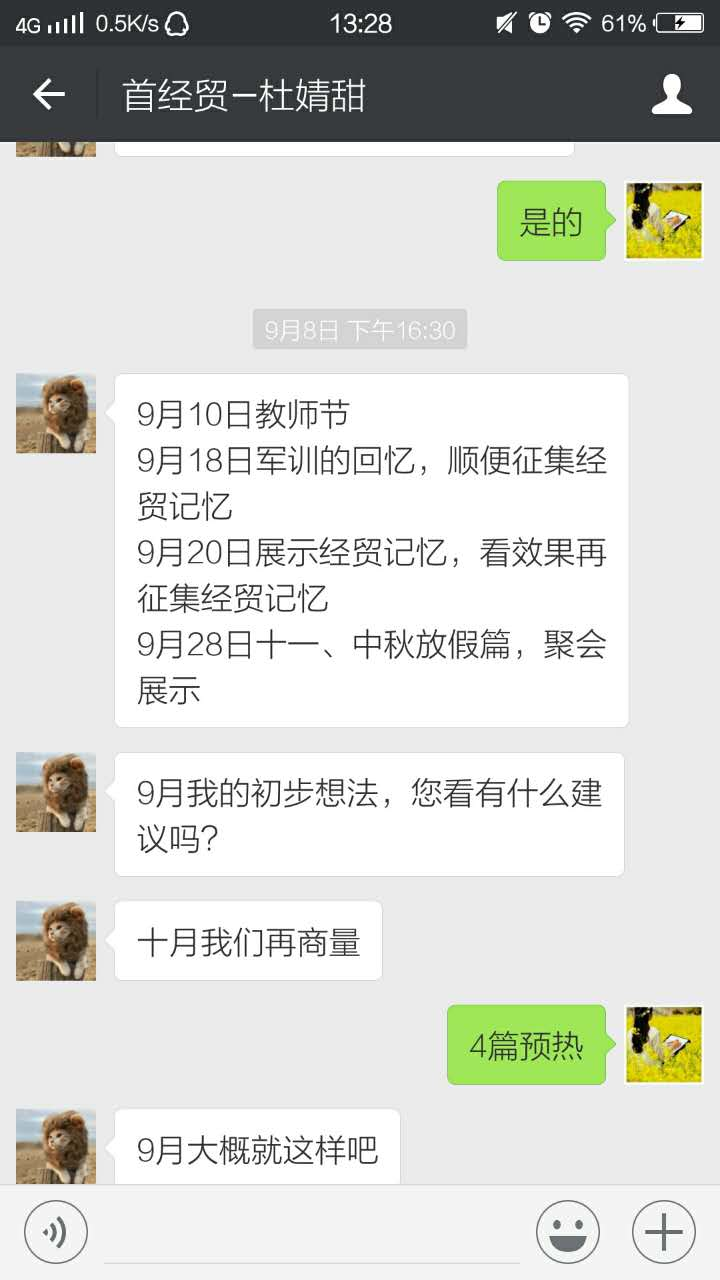 4G 0.5K/s 13:28 61%
首经贸–杜婧甜
是的
9月8日 下午16:30
9月10日教师节
9月18日军训的回忆，顺便征集经
贸记忆
9月20日展示经贸记忆，看效果再
征集经贸记忆
9月28日十一、中秋放假篇，聚会
展示
9月我的初步想法，您看有什么建
议吗？
十月我们再商量
4篇预热
9月大概就这样吧